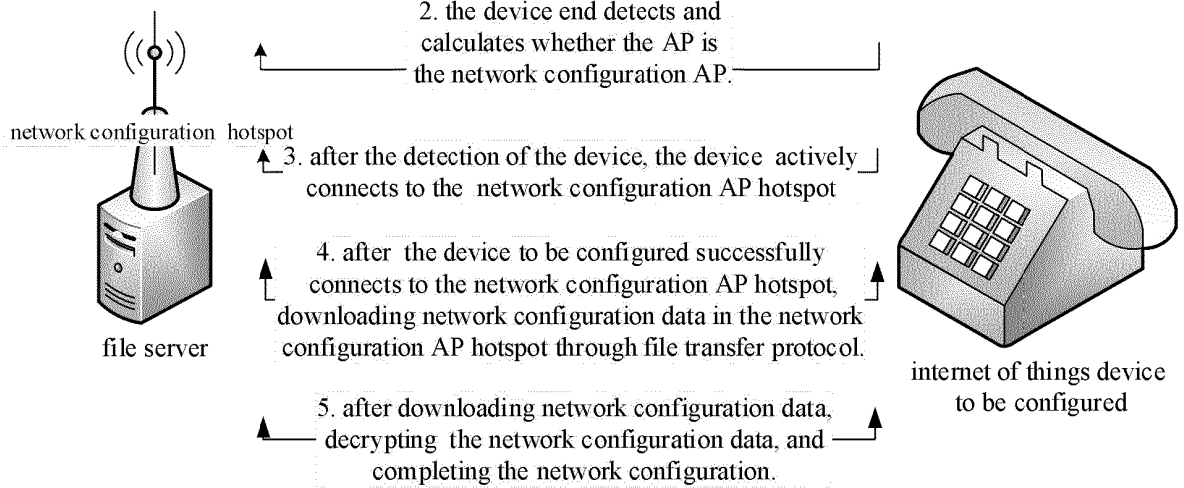 2. the device end detects and
calculates whether the AP is
the network configuration AP.
network configuration hotspot
3. after the detection of the device, the device actively
connects to the network configuration AP hotspot
4. after the device to be configured successfully
connects to the network configuration AP hotspot,
downloading network configuration data in the network
configuration AP hotspot through file transfer protocol.
file server
internet of things device
to be configured
5. after downloading network configuration data,
decrypting the network configuration data, and
completing the network configuration.